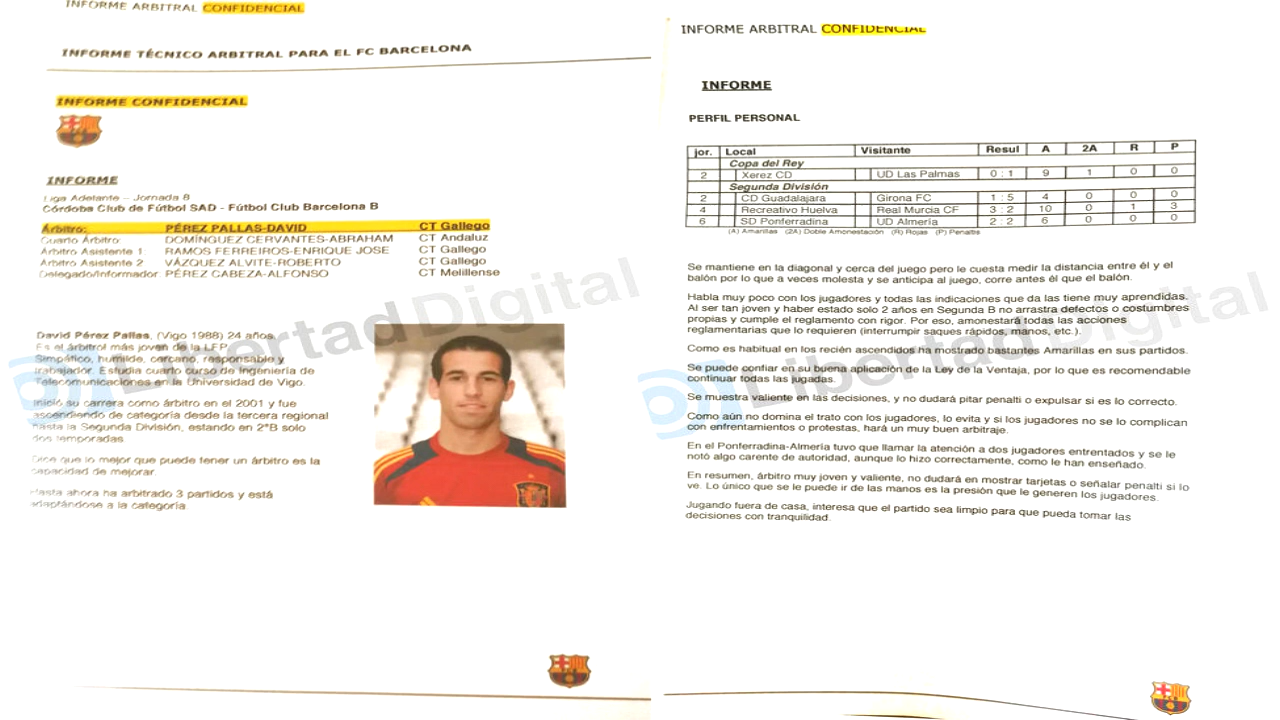 INFORME ARBITRAL CONFIDENCIAL
INFORME TÉCNICO ARBITRAL PARA EL FC BARCELONA
INFORME CONFIDENCIAL
INFORME
Liga Adelante – Jornada 8
Córdoba Club de Fútbol SAD - Fútbol Club Barcelona B
Árbitro: PÉREZ PALLAS-DAVID CT Gallego
Cuarto Árbitro: DOMÍNGUEZ CERVANTES-ABRAHAM CT Andaluz
Árbitro Asistente 1: RAMOS FERREIROS-ENRIQUE JOSE CT Gallego
Árbitro Asistente 2 VÁZQUEZ ALVITE-ROBERTO CT Gallego
Delegado/Informador: PÉREZ CABEZA-ALFONSO CT Melillense
David Pérez Pallas, (Vigo 1988) 24 años.
Es el árbitrol más joven de la LFP.
Simpático, humilde, cercano, responsable y
trabajador. Estudia cuarto curso de Ingeniería de
Telecomunicaciones en la Universidad de Vigo.
Inició su carrera como árbitro en el 2001 y fue
ascendiendo de categoría desde la tercera regional
hasta la Segunda División, estando en 2ªB solo
dos temporadas
Dice que lo mejor que puede tener un árbitro es la
capacidad de mejorar.
Hasta ahora ha arbitrado 3 partidos y está
adaptándose a la categoría
Libertad Digital
INFORME ARBITRAL CONFIDENCIAL
INFORME
PERFIL PERSONAL
jor. Local Visitante Resul A 2A R P
Copa del Rey
2 Xerez CD UD Las Palmas 0 : 1 9 1 0 0
Segunda División
2 CD Guadalajara Girona FC 1 : 5 4 0 0 0
4 Recreativo Huelva Real Murcia CF 3 : 2 10 0 1 3
6 SD Ponferradina UD Almería 2 : 2 6 0 0 0
(A) Amarillas (2A) Doble Amonestación (R) Rojas (P) Penaltis
Se mantiene en la diagonal y cerca del juego pero le cuesta medir la distancia entre él y el
balón por lo que a veces molesta y se anticipa al juego, corre antes él que el balón.
Habla muy poco con los jugadores y todas las indicaciones que da las tiene muy aprendidas.
Al ser tan joven y haber estado solo 2 años en Segunda B no arrastra defectos o costumbres
propias y cumple el reglamento con rigor. Por eso, amonestará todas las acciones
reglamentarias que lo requieren (interrumpir saques rápidos, manos, etc.).
Como es habitual en los recién ascendidos ha mostrado bastantes Amarillas en sus partidos.
Se puede confiar en su buena aplicación de la Ley de la Ventaja, por lo que es recomendable
continuar todas las jugadas.
Se muestra valiente en las decisiones, y no dudará pitar penalti o expulsar si es lo correcto.
Como aún no domina el trato con los jugadores, lo evita y si los jugadores no se lo complican
con enfrentamientos o protestas, hará un muy buen arbitraje.
En el Ponferradina-Almería tuvo que llamar la atención a dos jugadores entrentados y se le
notó algo carente de autoridad, aunque lo hizo correctamente, como le han enseñado.
En resumen, árbitro muy joven y valiente, no dudará en mostrar tarjetas o señalar penalti si lo
ve. Lo único que se le puede ir de las manos es la presión que le generen los jugadores.
Jugando fuera de casa, interesa que el partido sea limpio para que pueda tomar las
decisiones con tranquilidad.
Libertad Digital